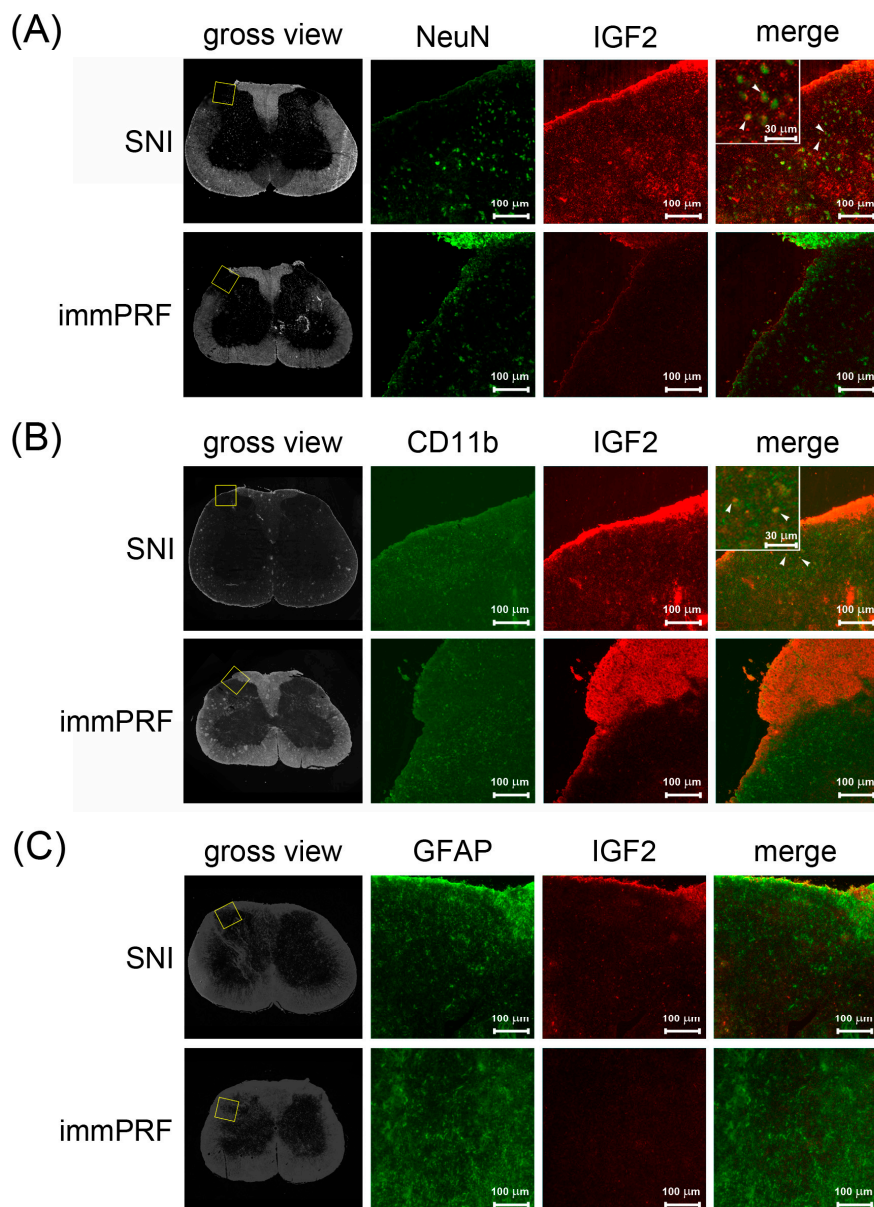 (A)
gross view NeuN IGF2 merge
SNI
30 μm
100 μm 100 μm 100 μm
immPRF
100 μm 100 μm 100 μm
(B)
gross view CD11b IGF2 merge
SNI
30 μm
100 μm 100 μm 100 μm
immPRF
100 μm 100 μm 100 μm
(C)
gross view GFAP IGF2 merge
SNI
100 μm 100 μm 100 μm
immPRF
100 μm 100 μm 100 μm